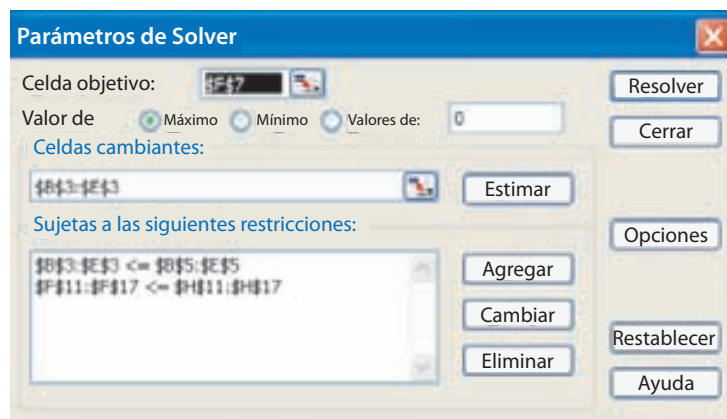 Parámetros de Solver
Celda objetivo: $F$7
Resolver
Valor de Máximo Mínimo Valores de: 0
Cerrar
Celdas cambiantes:
$B$3:$E$3
Estimar
Sujetas a las siguientes restricciones:
Opciones
$B$3:$E$3 <= $B$5:$E$5
$F$11:$F$17 <= $H$11:$H$17
Agregar
Cambiar
Restablecer
Eliminar
Ayuda